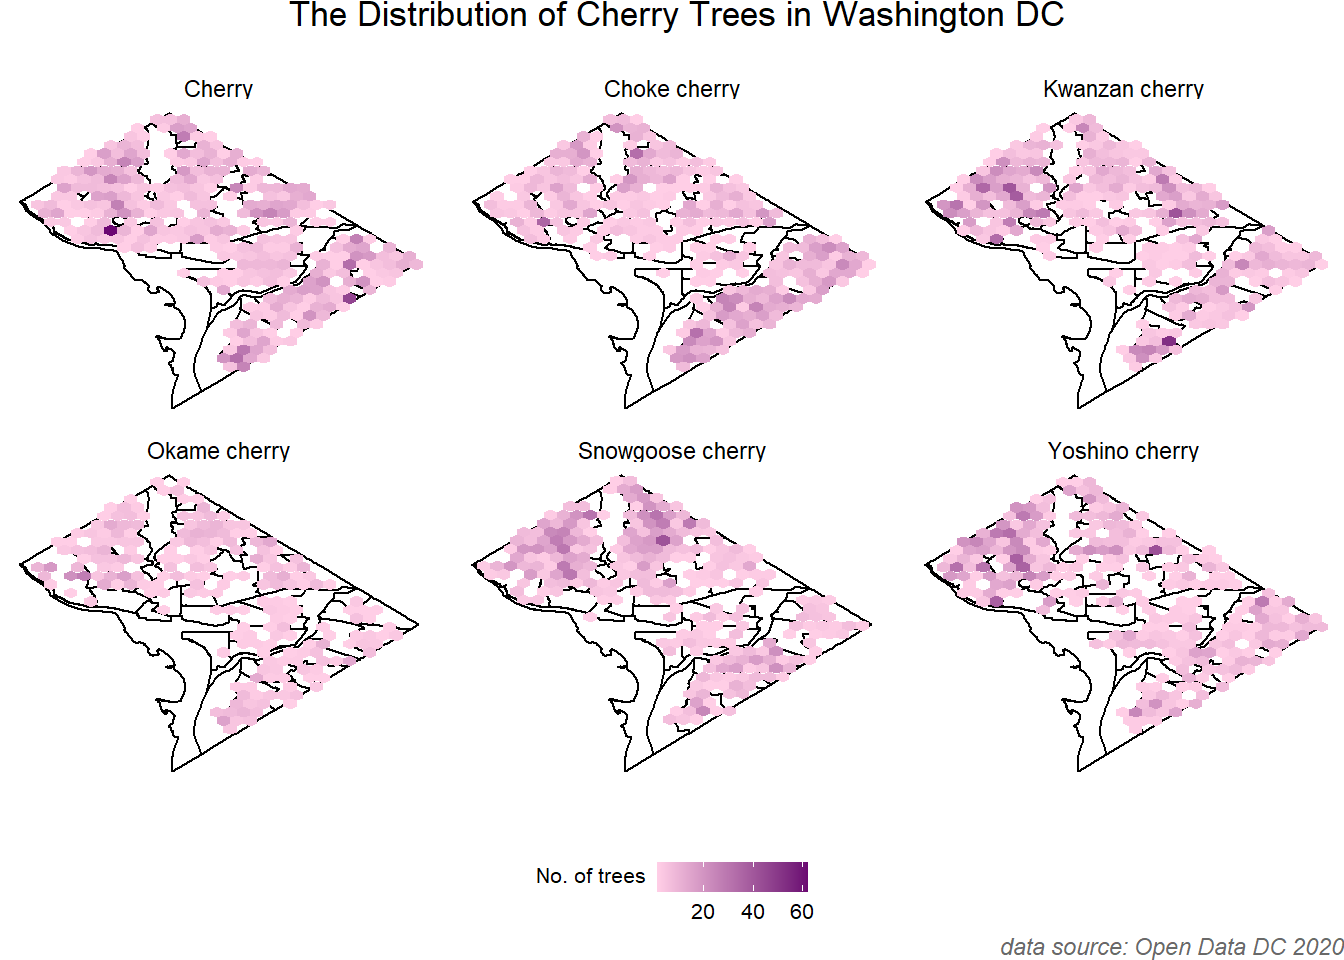 The Distribution of Cherry Trees in Washington DC
Cherry
Choke cherry
Kwanzan cherry
Okame cherry
Snowgoose cherry
Yoshino cherry
No. of trees
20 40 60
data source: Open Data DC 2020